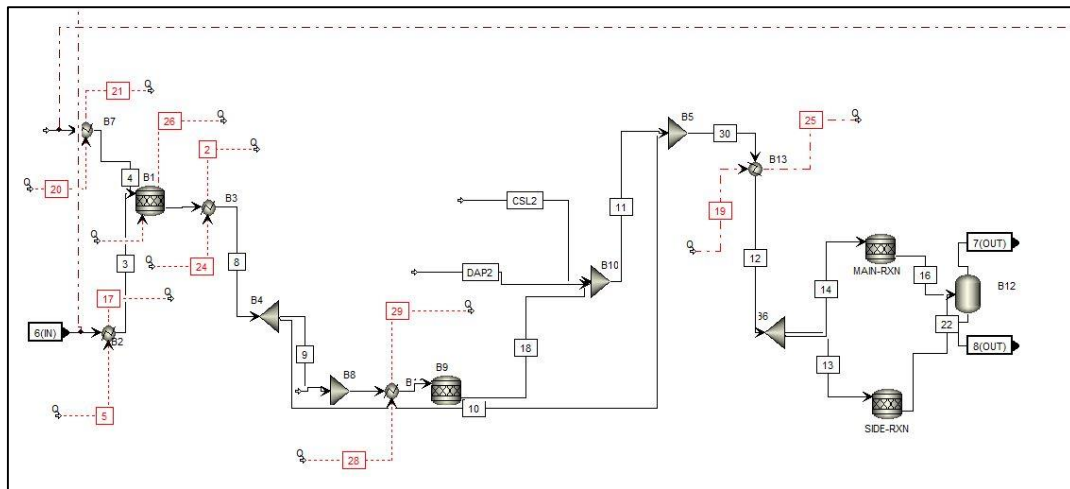 Q
21
Q
26
Q
B7
2
Q
20
Q
4
B1
B3
Q
3
24
Q
8
17
Q
6(IN)
B2
5
Q
B4
9
29
Q
B8
B9
10
28
Q
CSL2
DAP2
B10
18
11
B5
30
25
Q
B13
19
Q
12
14
MAIN-RXN
16
7(OUT)
B12
22
8(OUT)
13
SIDE-RXN